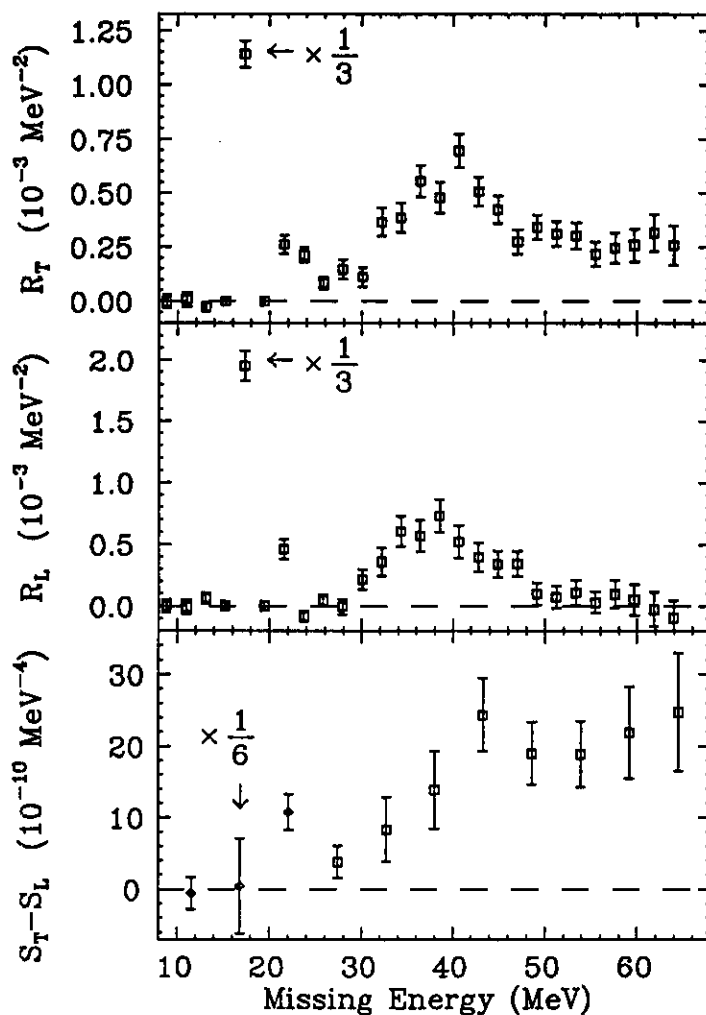 R_T (10⁻³ MeV⁻²)
1.25
1.00
0.75
0.50
0.25
0.00
← × 1/3
R_L (10⁻³ MeV⁻²)
2.0
1.5
1.0
0.5
0.0
← × 1/3
S_T−S_L (10⁻¹⁰ MeV⁻⁴)
30
20
10
0
× 1/6
↓
10 20 30 40 50 60
Missing Energy (MeV)